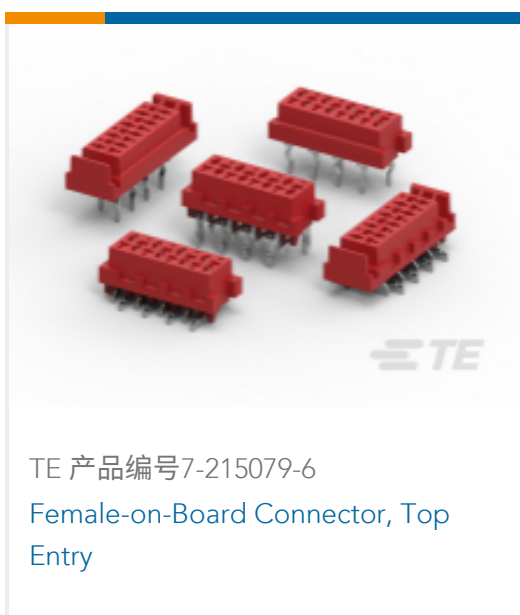 TE
TE 产品编号7-215079-6
Female-on-Board Connector, Top
Entry